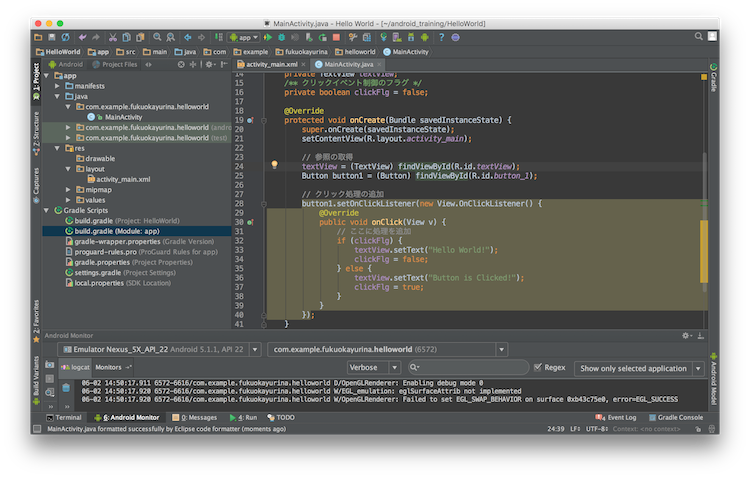 MainActivity.java - Hello World - [~/android_training/HelloWorld]
app
HelloWorld app src main java com example fukuokayurina helloworld MainActivity
Android Project Files
activity_main.xml MainActivity.java
1: Project
Z: Structure
Captures
2: Favorites
Build Variants
Gradle
Android Model
app
manifests
java
com.example.fukuokayurina.helloworld
MainActivity
com.example.fukuokayurina.helloworld (andro
com.example.fukuokayurina.helloworld (test)
res
drawable
layout
activity_main.xml
mipmap
values
Gradle Scripts
build.gradle (Project: HelloWorld)
build.gradle (Module: app)
gradle-wrapper.properties (Gradle Version)
proguard-rules.pro (ProGuard Rules for app)
gradle.properties (Project Properties)
settings.gradle (Project Settings)
local.properties (SDK Location)
14 private TextView textView;
15 /** クリックイベント制御のフラグ */
16 private boolean clickFlg = false;
17
18 @Override
19 protected void onCreate(Bundle savedInstanceState) {
20 super.onCreate(savedInstanceState);
21 setContentView(R.layout.activity_main);
22
23 // 参照の取得
24 textView = (TextView) findViewById(R.id.textView);
25 Button button1 = (Button) findViewById(R.id.button_1);
26
27 // クリック処理の追加
28 button1.setOnClickListener(new View.OnClickListener() {
29 @Override
30 public void onClick(View v) {
31 // ここに処理を追加
32 if (clickFlg) {
33 textView.setText("Hello World!");
34 clickFlg = false;
35 } else {
36 textView.setText("Button is Clicked!");
37 clickFlg = true;
38 }
39 }
40 });
41 }
Android Monitor
Emulator Nexus_5X_API_22 Android 5.1.1, API 22
com.example.fukuokayurina.helloworld (6572)
logcat Monitors
Verbose
Regex
Show only selected application
06-02 14:50:17.911 6572-6616/com.example.fukuokayurina.helloworld D/OpenGLRenderer: Enabling debug mode 0
06-02 14:50:17.920 6572-6616/com.example.fukuokayurina.helloworld W/EGL_emulation: eglSurfaceAttrib not implemented
06-02 14:50:17.920 6572-6616/com.example.fukuokayurina.helloworld W/OpenGLRenderer: Failed to set EGL_SWAP_BEHAVIOR on surface 0xb43c75e0, error=EGL_SUCCESS
Terminal 6: Android Monitor 0: Messages 4: Run TODO
4 Event Log Gradle Console
MainActivity.java formatted successfully by Eclipse code formatter (moments ago)
24:39 LF÷ UTF-8÷ Context: <no context>